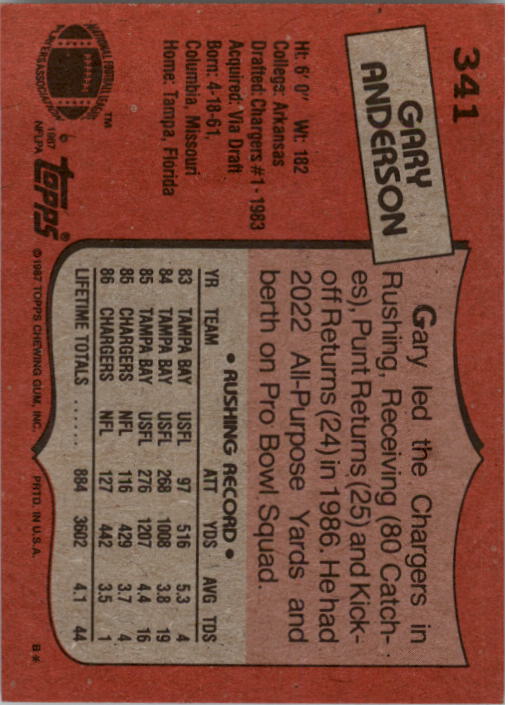 341
GARY
ANDERSON
Ht: 6' 0" Wt: 182
College: Arkansas
Drafted: Chargers #1-1983
Acquired: Via Draft
Born: 4-18-61,
Columbia, Missouri
Home: Tampa, Florida
NATIONAL FOOTBALL LEAGUE
PLAYERS ASSOCIATION
TM
© 1987
NFLPA
topps®
© 1987 TOPPS CHEWING GUM, INC.
PRTD. IN U.S.A.
B*
Gary led the Chargers in
Rushing, Receiving (80 Catch-
es), Punt Returns (25) and Kick-
off Returns (24) in 1986. He had
2022 All-Purpose Yards and
berth on Pro Bowl Squad.
• RUSHING RECORD •
YR TEAM ATT YDS AVG TDS
83 TAMPA BAY USFL 97 516 5.3 4
84 TAMPA BAY USFL 268 1008 3.8 19
85 TAMPA BAY USFL 276 1207 4.4 16
85 CHARGERS NFL 116 429 3.7 4
86 CHARGERS NFL 127 442 3.5 1
LIFETIME TOTALS ...... 884 3602 4.1 44